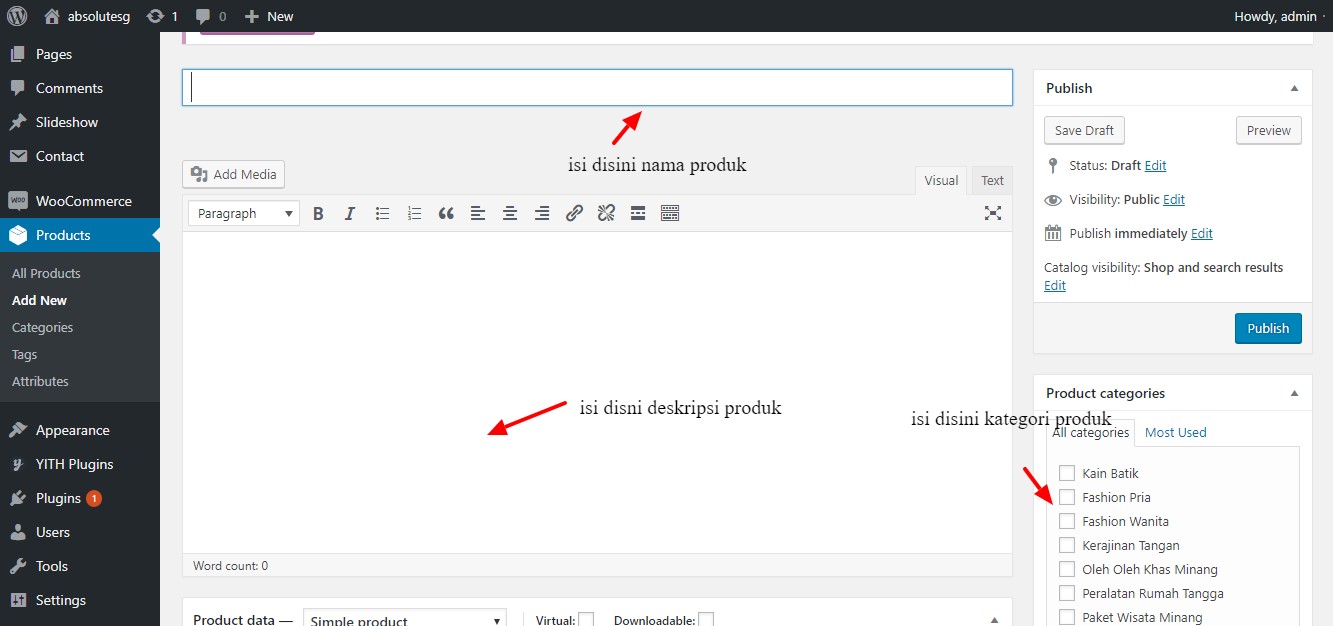 absolutesg 1 0 New Howdy, admin
Pages
Comments
Slideshow
Contact
WooCommerce
Products
All Products
Add New
Categories
Tags
Attributes
Appearance
YITH Plugins
Plugins 1
Users
Tools
Settings
isi disini nama produk
Add Media
Visual Text
Paragraph
isi disni deskripsi produk
Word count: 0
Product data — Simple product Virtual: Downloadable:
Publish
Save Draft Preview
Status: Draft Edit
Visibility: Public Edit
Publish immediately Edit
Catalog visibility: Shop and search results
Edit
Publish
Product categories
isi disini kategori produk
All categories Most Used
Kain Batik
Fashion Pria
Fashion Wanita
Kerajinan Tangan
Oleh Oleh Khas Minang
Peralatan Rumah Tangga
Paket Wisata Minang